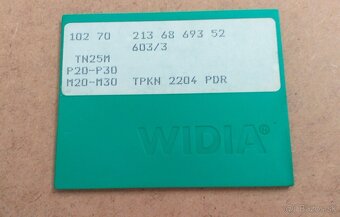 102 70 213 68 693 52
603/3
TN25M
P20-P30
M20-M30 TPKN 2204 PDR
WIDIA®